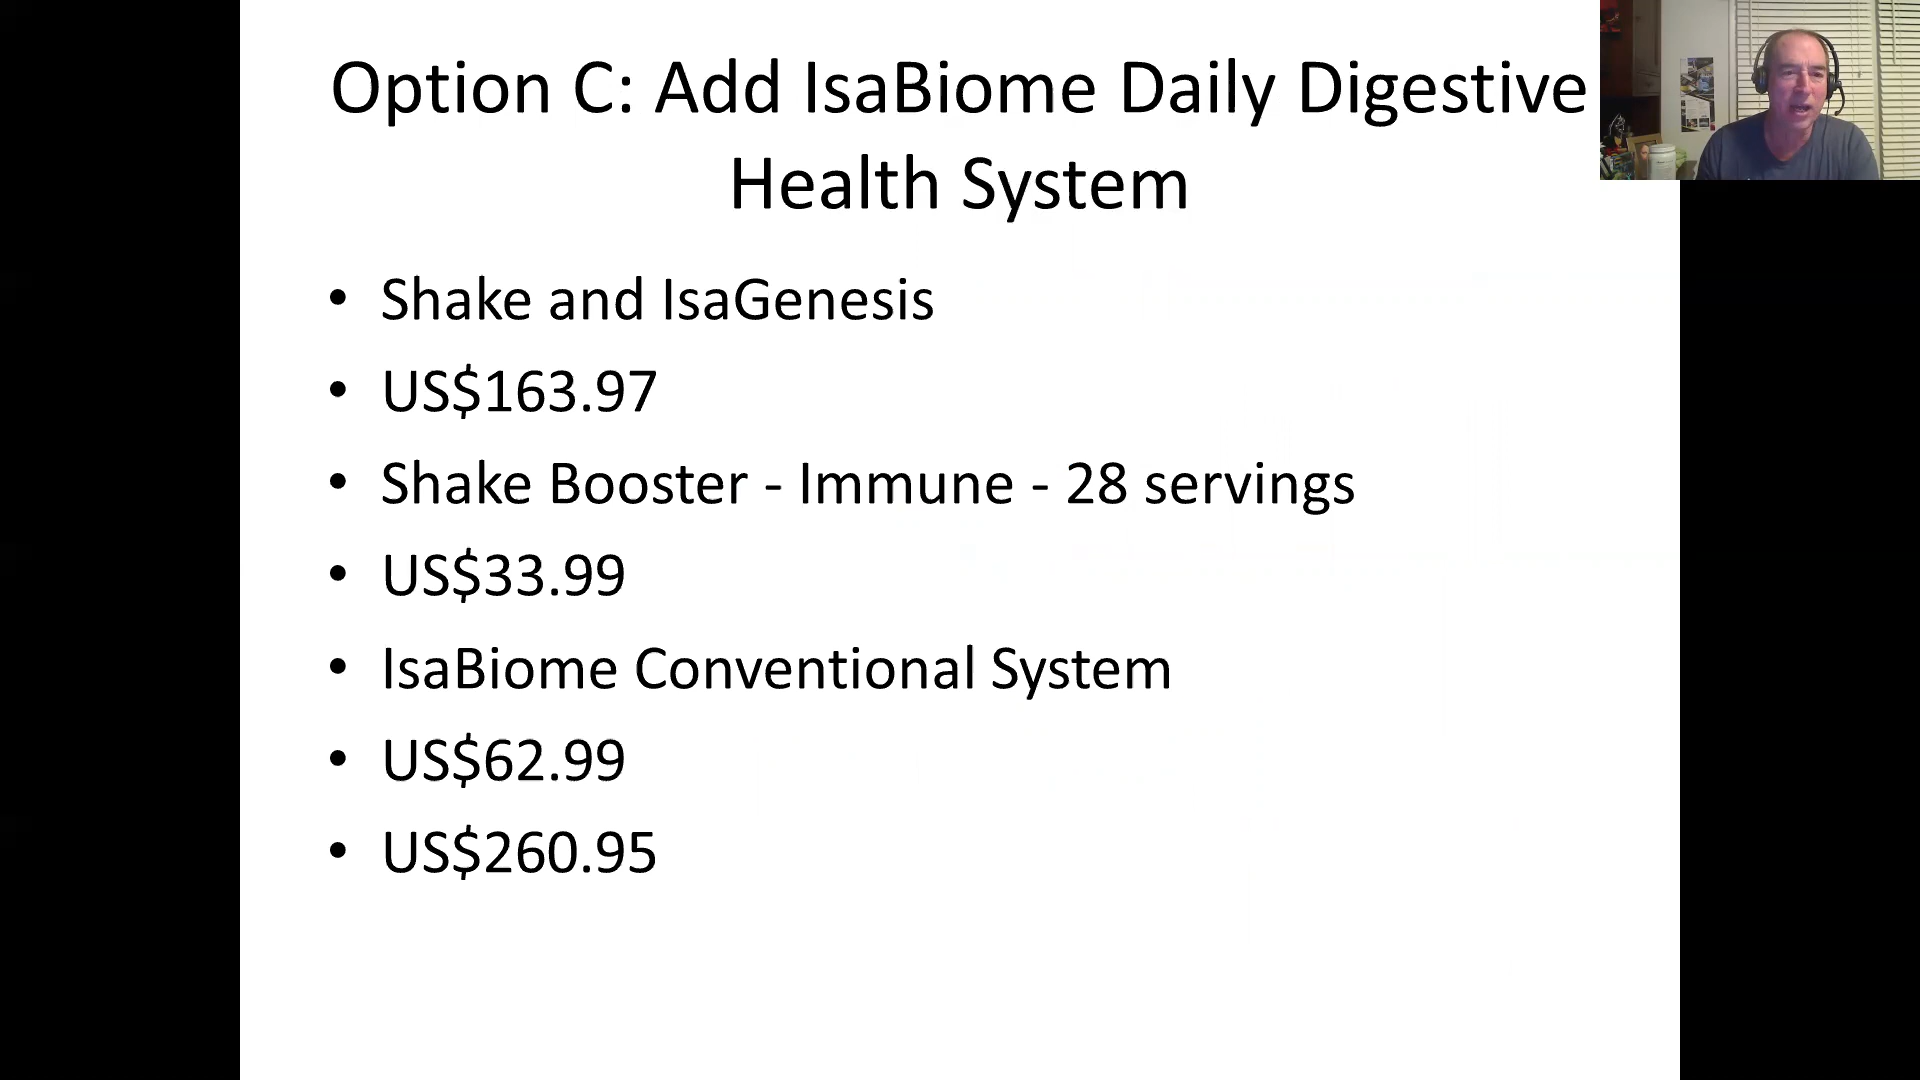 Option C: Add IsaBiome Daily Digestive
Health System
• Shake and IsaGenesis
• US$163.97
• Shake Booster - Immune - 28 servings
• US$33.99
• IsaBiome Conventional System
• US$62.99
• US$260.95